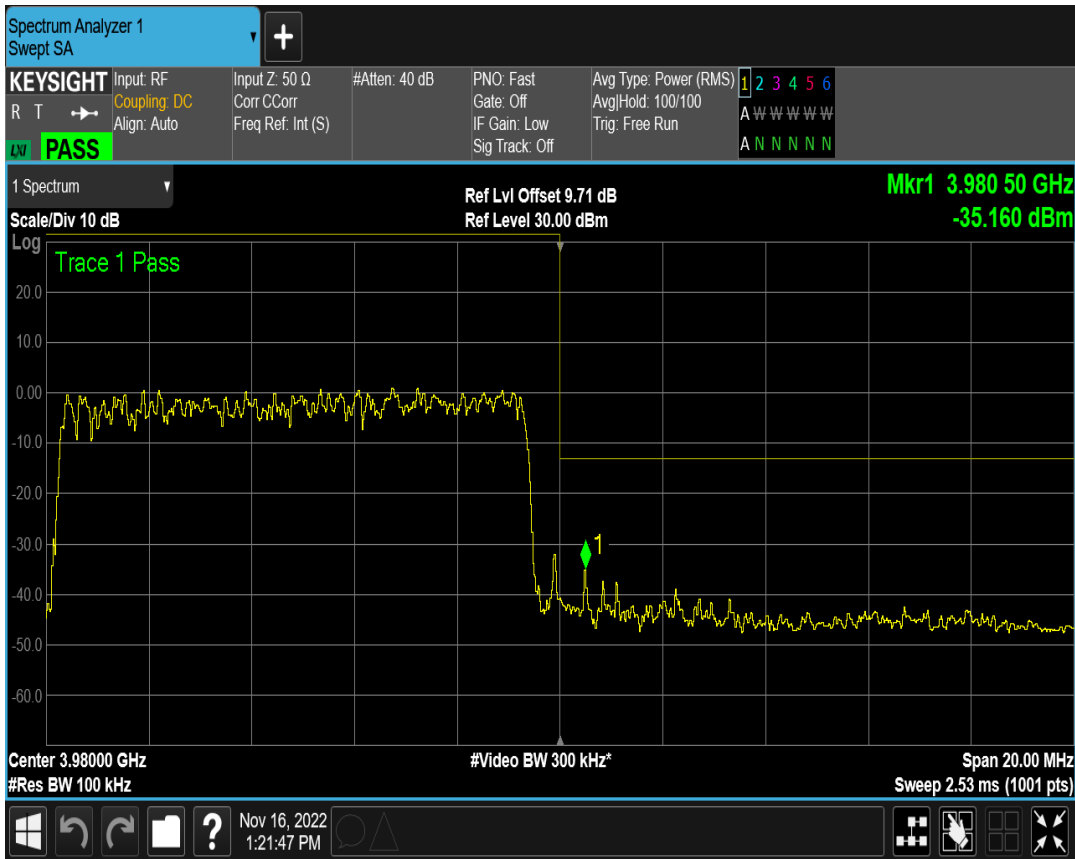 Spectrum Analyzer 1
Swept SA
+
KEYSIGHT
R T
LXI PASS
Input: RF
Coupling: DC
Align: Auto
Input Z: 50 Ω
Corr CCorr
Freq Ref: Int (S)
#Atten: 40 dB
PNO: Fast
Gate: Off
IF Gain: Low
Sig Track: Off
Avg Type: Power (RMS)
Avg|Hold: 100/100
Trig: Free Run
1 2 3 4 5 6
A W W W W W
A N N N N N
1 Spectrum
Scale/Div 10 dB
Ref Lvl Offset 9.71 dB
Ref Level 30.00 dBm
Mkr1 3.980 50 GHz
-35.160 dBm
Log
Trace 1 Pass
20.0
10.0
0.00
-10.0
-20.0
-30.0
1
-40.0
-50.0
-60.0
Center 3.98000 GHz
#Res BW 100 kHz
#Video BW 300 kHz*
Span 20.00 MHz
Sweep 2.53 ms (1001 pts)
?
Nov 16, 2022
1:21:47 PM